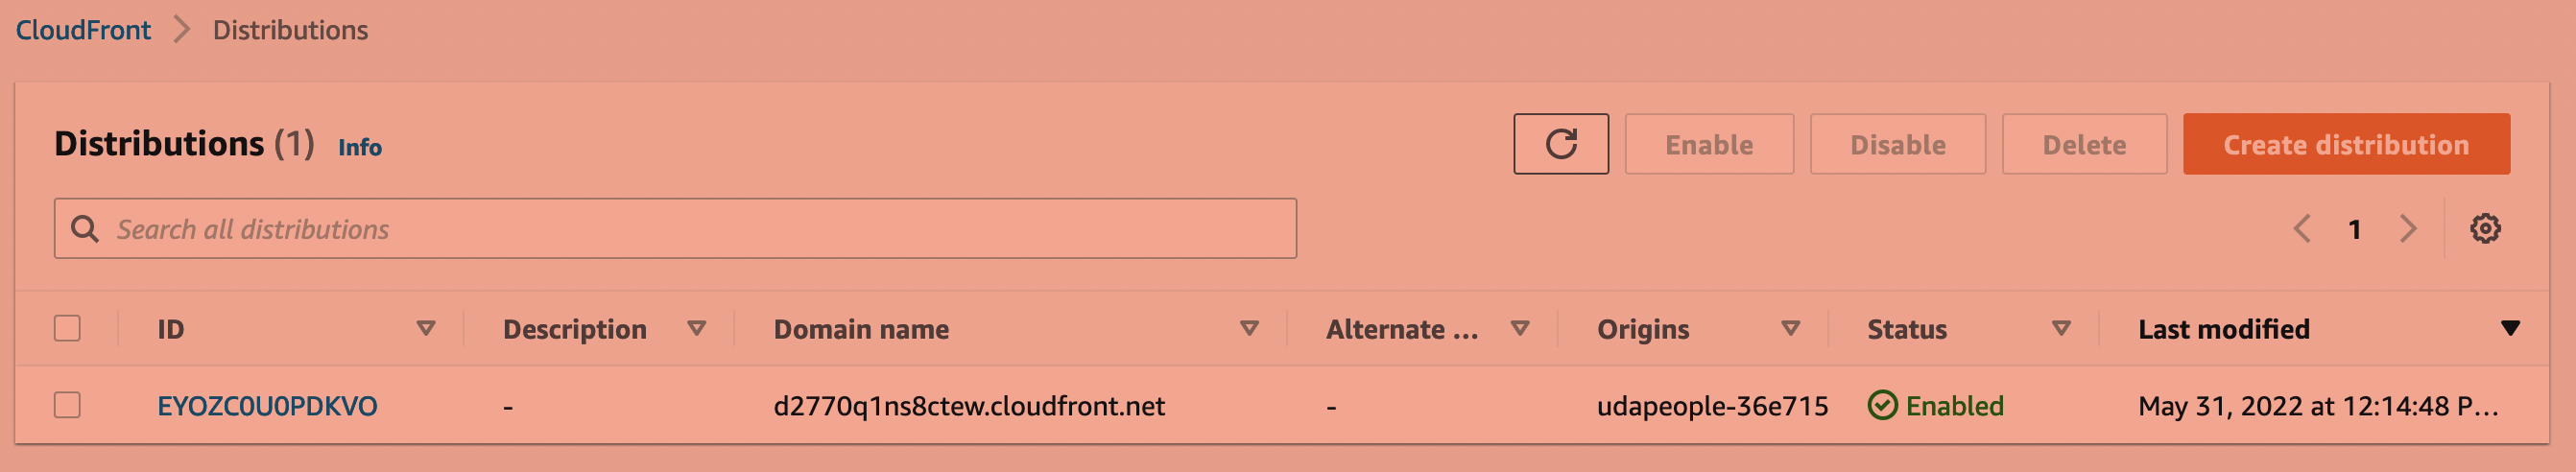 CloudFront Distributions
Distributions (1) Info Enable Disable Delete Create distribution
Search all distributions 1
ID Description Domain name Alternate ... Origins Status Last modified
EYOZC0U0PDKVO - d2770q1ns8ctew.cloudfront.net - udapeople-36e715 Enabled May 31, 2022 at 12:14:48 P...